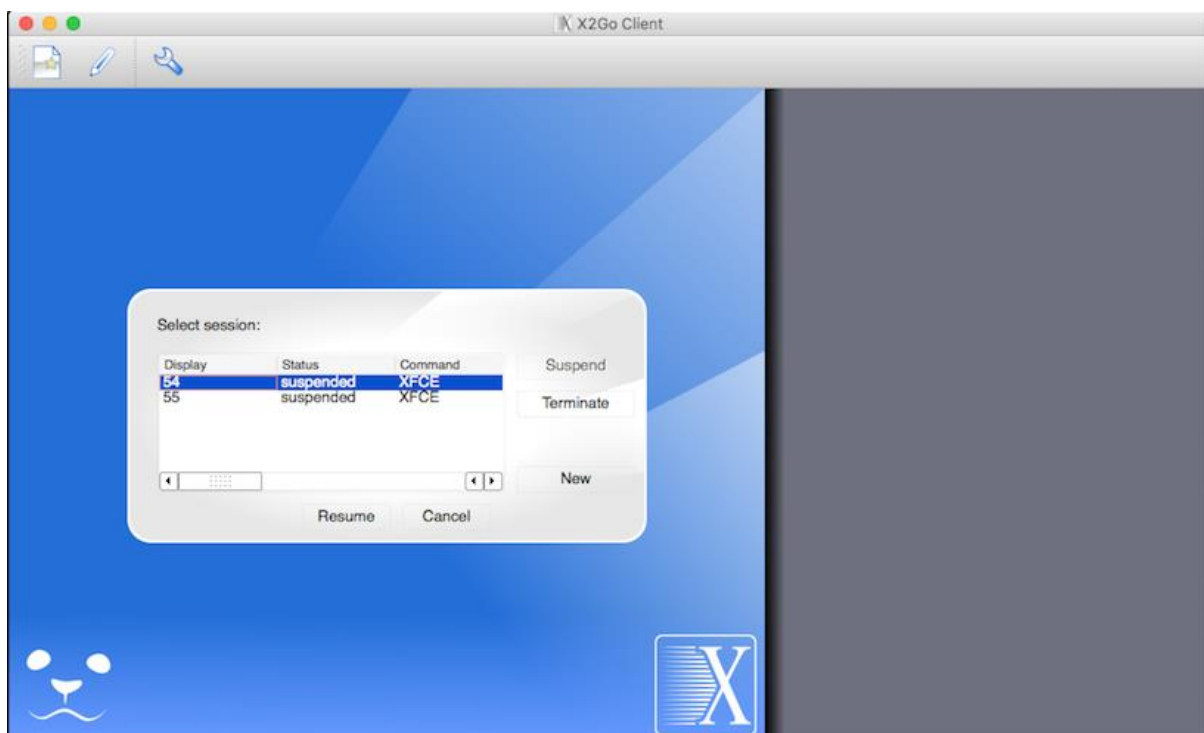 X2Go Client
Select session:
Display Status Command
54 suspended XFCE
55 suspended XFCE
Suspend
Terminate
New
Resume Cancel
X